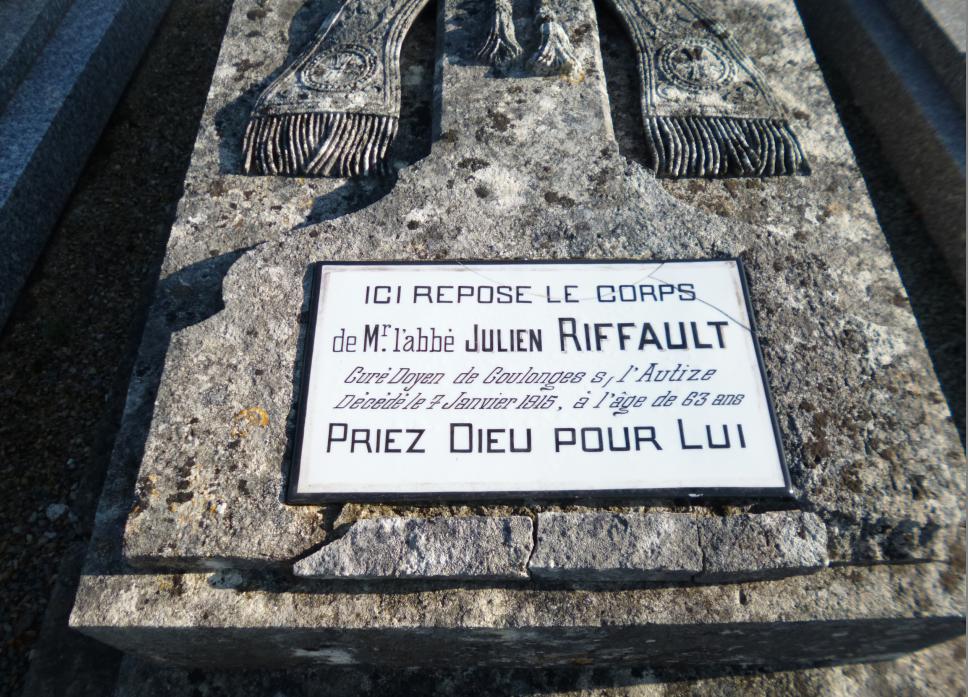 ICI REPOSE LE CORPS
de Mr. l'abbé JULIEN RIFFAULT
Curé Doyen de Coulonges s/ l'Autize
Décédé le 7 Janvier 1915, à l'âge de 63 ans
PRIEZ DIEU POUR LUI